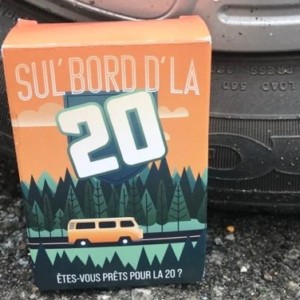 SUL' BORD D'LA
20
ÊTES-VOUS PRÊTS POUR LA 20 ?